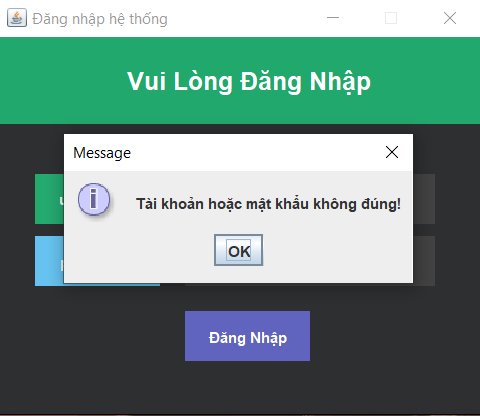 Đăng nhập hệ thống
Vui Lòng Đăng Nhập
Message
Tài khoản hoặc mật khẩu không đúng!
OK
Đăng Nhập